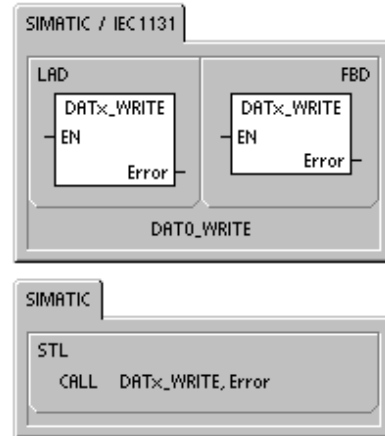 SIMATIC / IEC 1131
LAD
FBD
DATx_WRITE
EN
Error
DATx_WRITE
EN
Error
DAT0_WRITE
SIMATIC
STL
CALL DATx_WRITE, Error